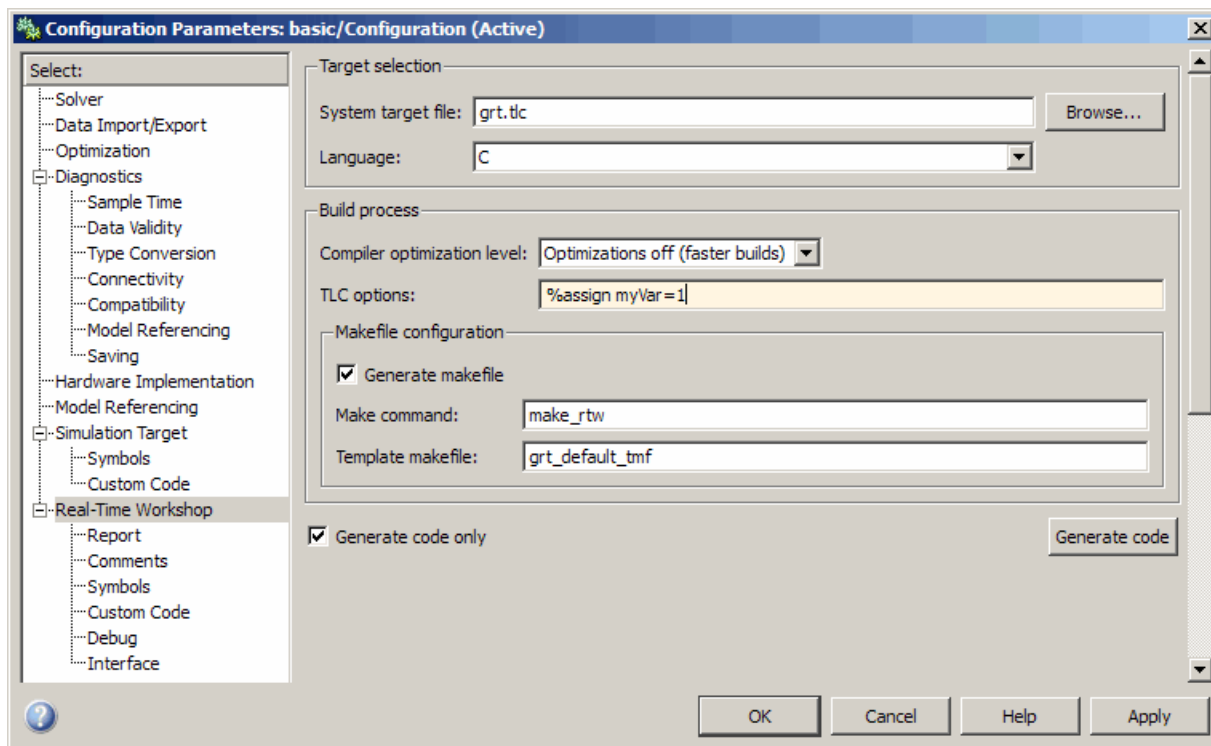 Configuration Parameters: basic/Configuration (Active)
Select:
Solver
Data Import/Export
Optimization
Diagnostics
Sample Time
Data Validity
Type Conversion
Connectivity
Compatibility
Model Referencing
Saving
Hardware Implementation
Model Referencing
Simulation Target
Symbols
Custom Code
Real-Time Workshop
Report
Comments
Symbols
Custom Code
Debug
Interface
Target selection
System target file: grt.tlc Browse...
Language: C
Build process
Compiler optimization level: Optimizations off (faster builds)
TLC options: %assign myVar=1
Makefile configuration
Generate makefile
Make command: make_rtw
Template makefile: grt_default_tmf
Generate code only Generate code
OK Cancel Help Apply